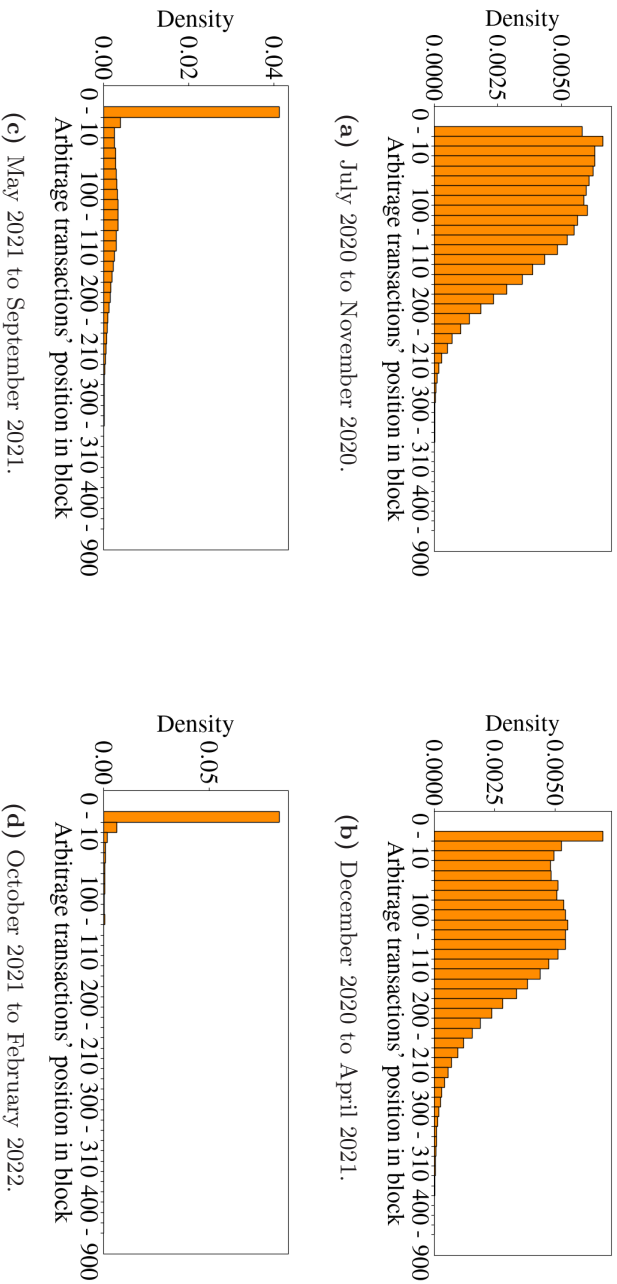 Density
0.0000
0.0025
0.0050
0 - 10
100 - 110
200 - 210
300 - 310
400 - 900
Arbitrage transactions’ position in block
(a) July 2020 to November 2020.
Density
0.0000
0.0025
0.0050
0 - 10
100 - 110
200 - 210
300 - 310
400 - 900
Arbitrage transactions’ position in block
(b) December 2020 to April 2021.
Density
0.00
0.02
0.04
0 - 10
100 - 110
200 - 210
300 - 310
400 - 900
Arbitrage transactions’ position in block
(c) May 2021 to September 2021.
Density
0.00
0.05
0 - 10
100 - 110
200 - 210
300 - 310
400 - 900
Arbitrage transactions’ position in block
(d) October 2021 to February 2022.